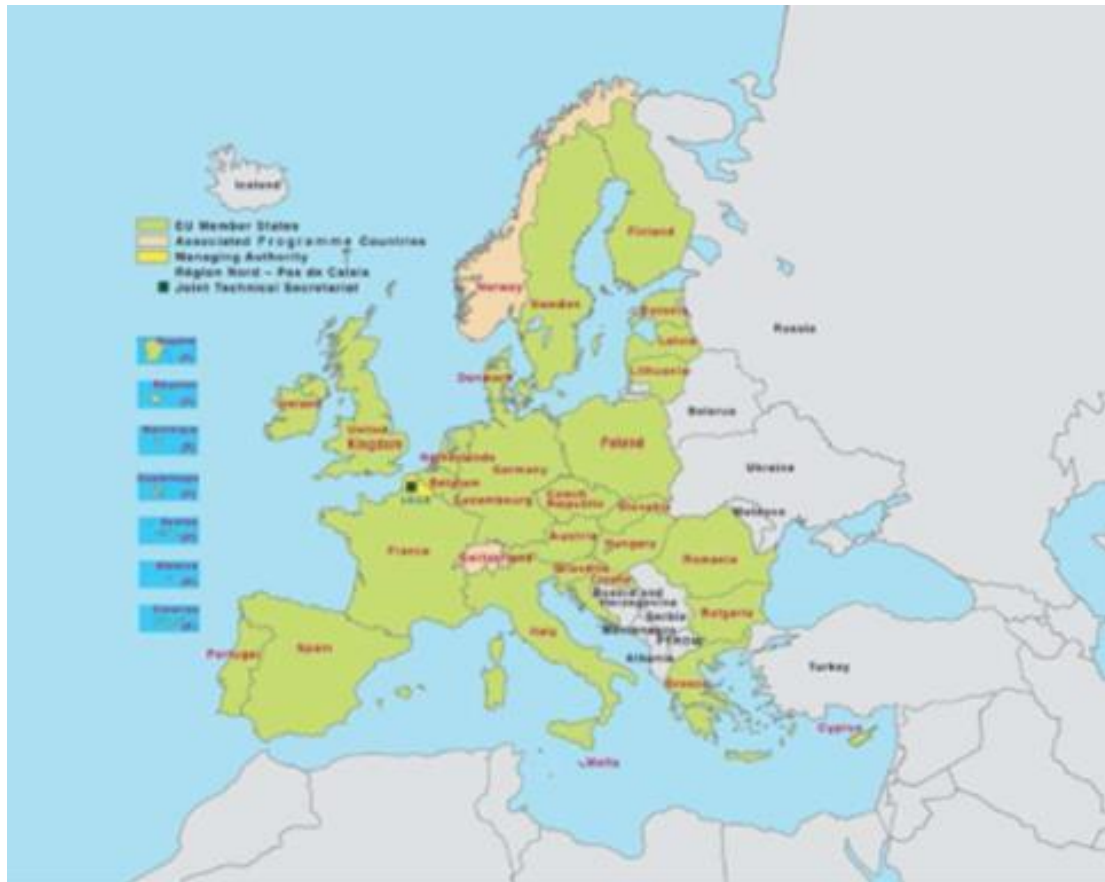 Iceland
EU Member States
Associated Programme Countries
Managing Authority
Région Nord – Pas de Calais
Joint Technical Secretariat
Finland
Norway
Sweden
Estonia
Russia
Latvia
Lithuania
Denmark
Ireland
Belarus
United
Kingdom
Poland
Netherlands
Germany
Ukraine
Belgium
Luxembourg
Czech
Republic
Slovakia
Moldova
Austria
Hungary
France
Switzerland
Romania
Slovenia
Croatia
Bosnia and
Herzegovina
Serbia
Bulgaria
Montenegro
Portugal
Spain
Italy
Albania
Turkey
Greece
Cyprus
Malta